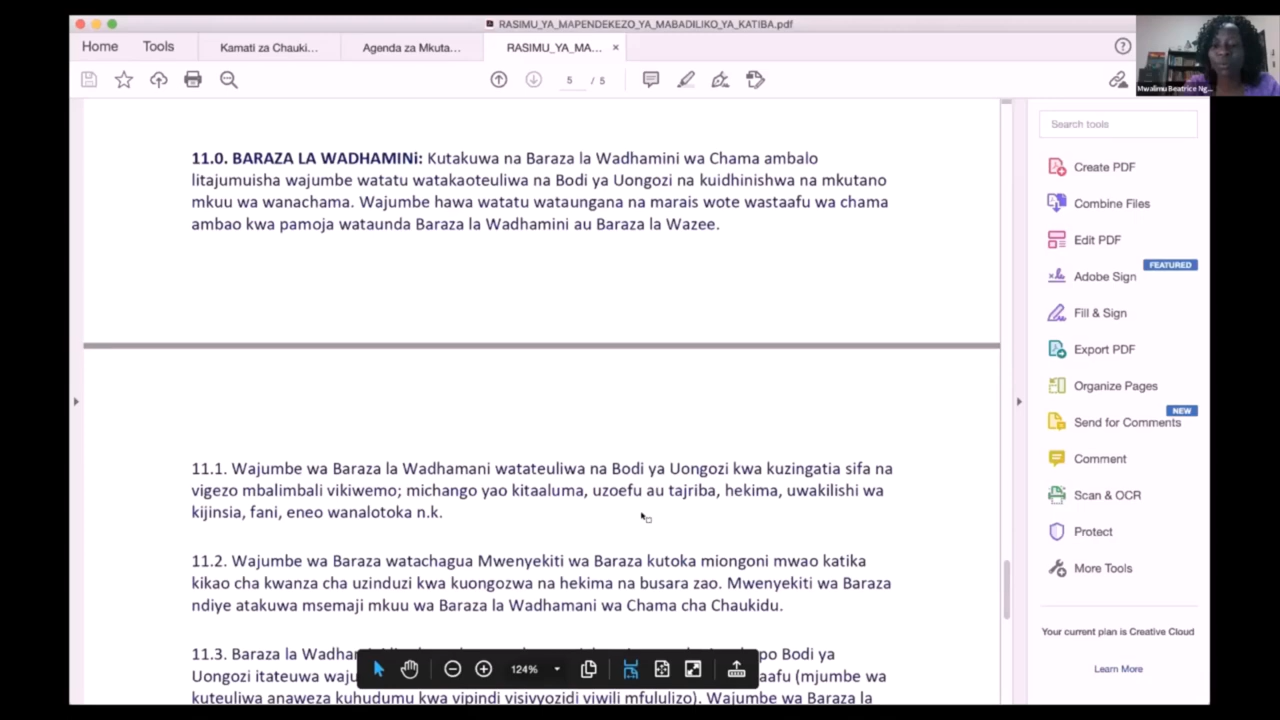 RASIMU_YA_MAPENDEKEZO_YA_MABADILIKO_YA_KATIBA.pdf
Home
Tools
Kamati za Chauki...
Agenda za Mkuta...
RASIMU_YA_MA... ×
5 / 5
Mwalimu Beatrice Ng...
11.0. BARAZA LA WADHAMINi: Kutakuwa na Baraza la Wadhamini wa Chama ambalo
litajumuisha wajumbe watatu watakaoteuliwa na Bodi ya Uongozi na kuidhinishwa na mkutano
mkuu wa wanachama. Wajumbe hawa watatu wataungana na marais wote wastaafu wa chama
ambao kwa pamoja wataunda Baraza la Wadhamini au Baraza la Wazee.
11.1. Wajumbe wa Baraza la Wadhamani watateuliwa na Bodi ya Uongozi kwa kuzingatia sifa na
vigezo mbalimbali vikiwemo; michango yao kitaaluma, uzoefu au tajriba, hekima, uwakilishi wa
kijinsia, fani, eneo wanalotoka n.k.
11.2. Wajumbe wa Baraza watachagua Mwenyekiti wa Baraza kutoka miongoni mwao katika
kikao cha kwanza cha uzinduzi kwa kuongozwa na hekima na busara zao. Mwenyekiti wa Baraza
ndiye atakuwa msemaji mkuu wa Baraza la Wadhamani wa Chama cha Chaukidu.
11.3. Baraza la Wadham
po Bodi ya
Uongozi itateuwa waju
aafu (mjumbe wa
kuteuliwa anaweza kuhudumu kwa vipindi visivyozidi viwili mfululizo). Wajumbe wa Baraza la
124%
Search tools
Create PDF
Combine Files
Edit PDF
FEATURED
Adobe Sign
Fill & Sign
Export PDF
Organize Pages
NEW
Send for Comments
Comment
Scan & OCR
Protect
More Tools
Your current plan is Creative Cloud
Learn More